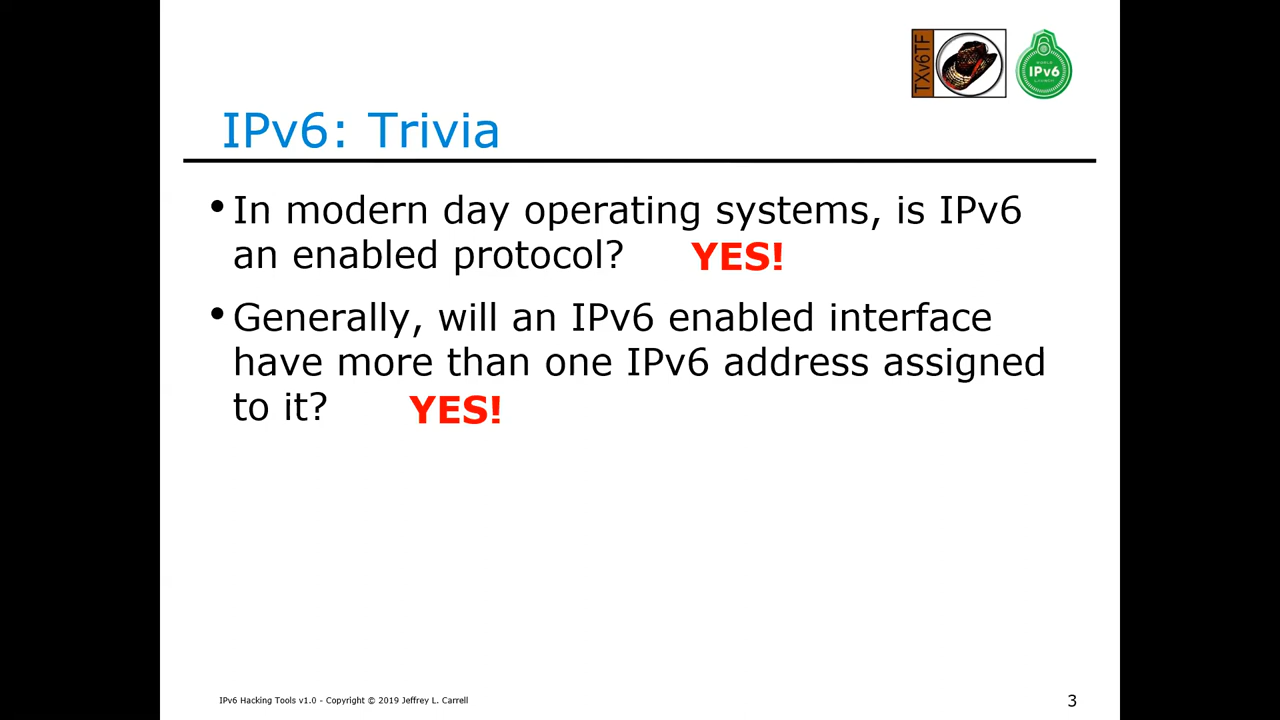 TXv6TF
WORLD
IPv6
LAUNCH
IPv6: Trivia
• In modern day operating systems, is IPv6
an enabled protocol? YES!
• Generally, will an IPv6 enabled interface
have more than one IPv6 address assigned
to it? YES!
IPv6 Hacking Tools v1.0 - Copyright © 2019 Jeffrey L. Carrell
3